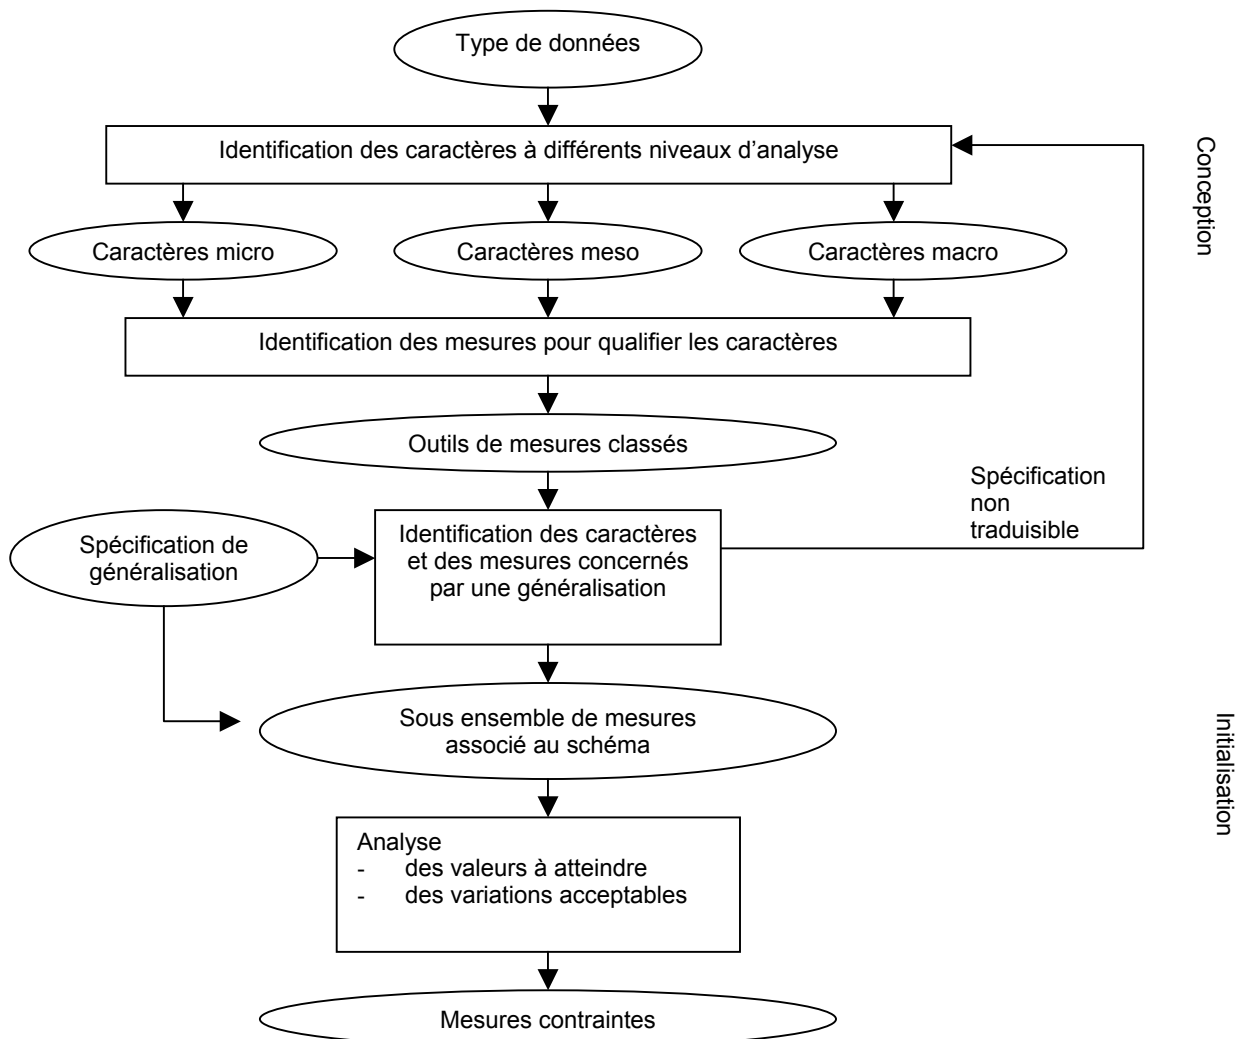 Type de données
Identification des caractères à différents niveaux d’analyse
Conception
Caractères micro
Caractères meso
Caractères macro
Identification des mesures pour qualifier les caractères
Outils de mesures classés
Spécification
non
traduisible
Spécification de
généralisation
Identification des caractères
et des mesures concernés
par une généralisation
Sous ensemble de mesures
associé au schéma
Initialisation
Analyse
- des valeurs à atteindre
- des variations acceptables
Mesures contraintes